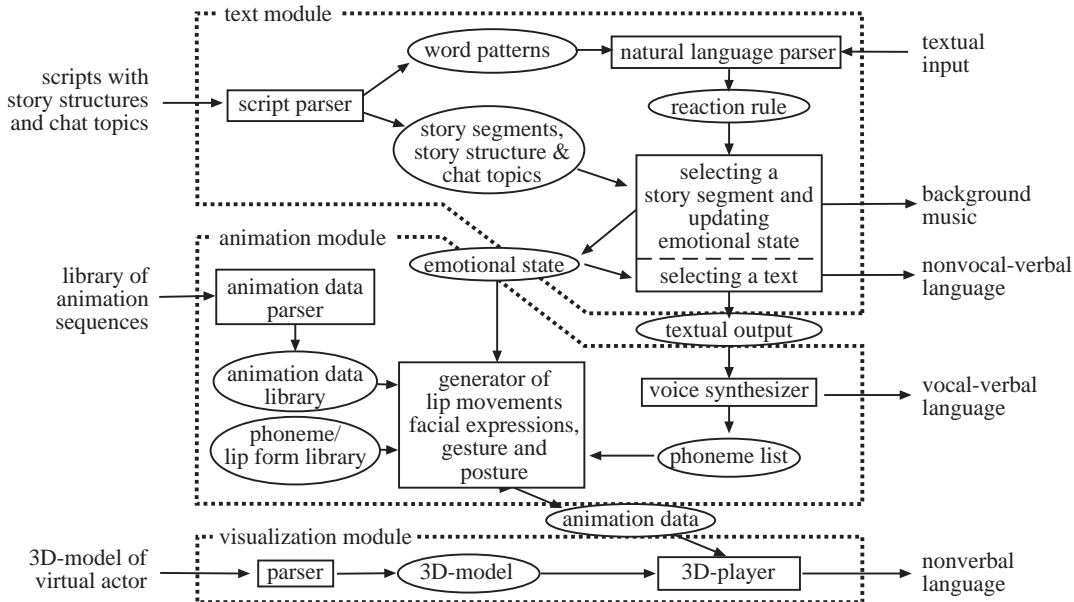 text module
word patterns
natural language parser
textual
input
scripts with
story structures
and chat topics
script parser
reaction rule
story segments,
story structure &
chat topics
selecting a
story segment and
updating
emotional state
selecting a text
background
music
nonvocal-verbal
language
animation module
emotional state
library of
animation
sequences
animation data
parser
textual output
animation data
library
generator of
lip movements
facial expressions,
gesture and
posture
voice synthesizer
vocal-verbal
language
phoneme/
lip form library
phoneme list
animation data
visualization module
3D-model of
virtual actor
parser
3D-model
3D-player
nonverbal
language